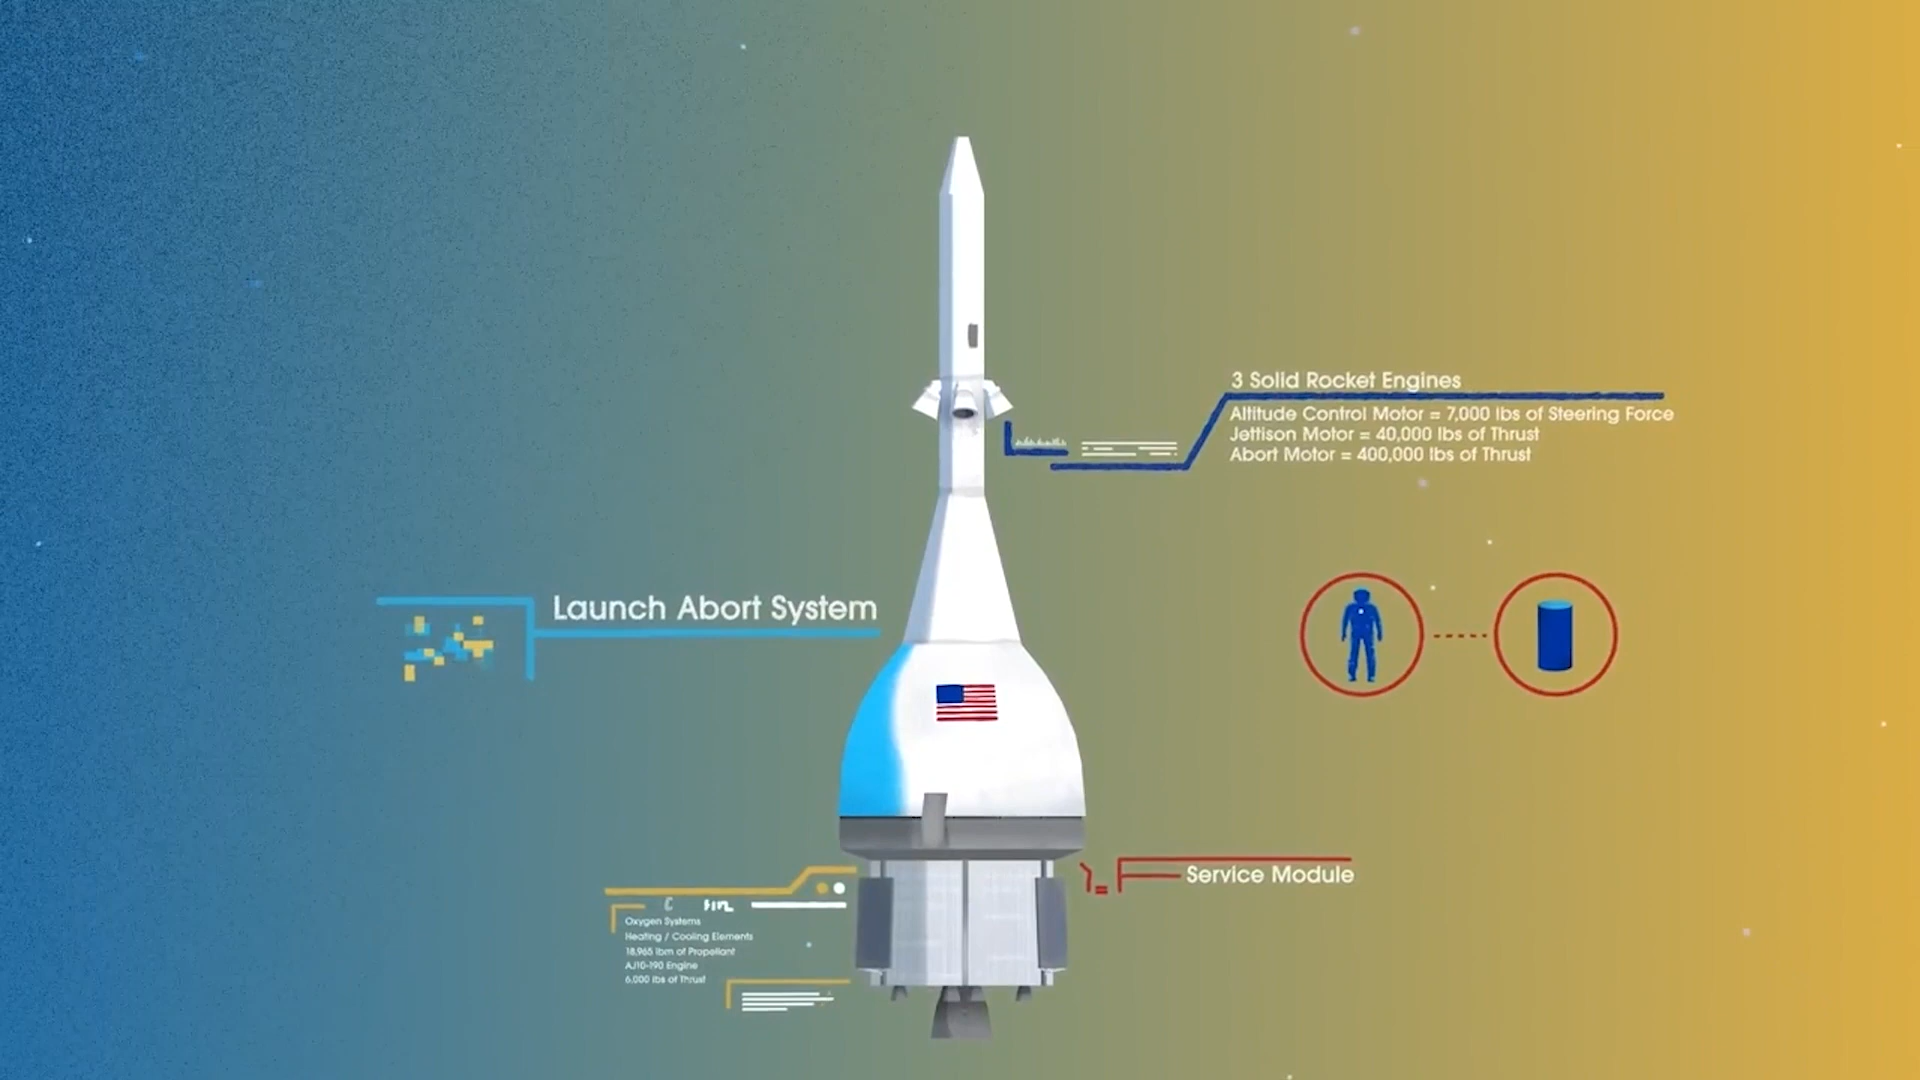 3 Solid Rocket Engines
Altitude Control Motor = 7,000 lbs of Steering Force
Jettison Motor = 40,000 lbs of Thrust
Abort Motor = 400,000 lbs of Thrust
Launch Abort System
Service Module
Oxygen Systems
Heating / Cooling Elements
18,965 lbm of Propellant
AJ10-190 Engine
6,000 lbs of Thrust